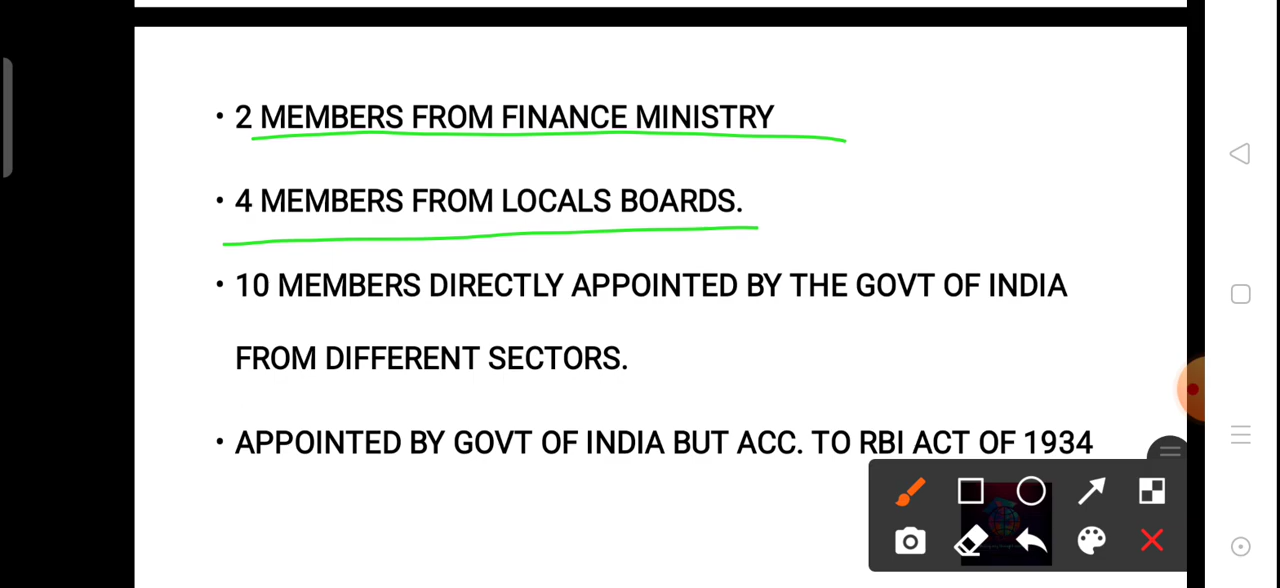 • 2 MEMBERS FROM FINANCE MINISTRY
• 4 MEMBERS FROM LOCALS BOARDS.
• 10 MEMBERS DIRECTLY APPOINTED BY THE GOVT OF INDIA
FROM DIFFERENT SECTORS.
• APPOINTED BY GOVT OF INDIA BUT ACC. TO RBI ACT OF 1934